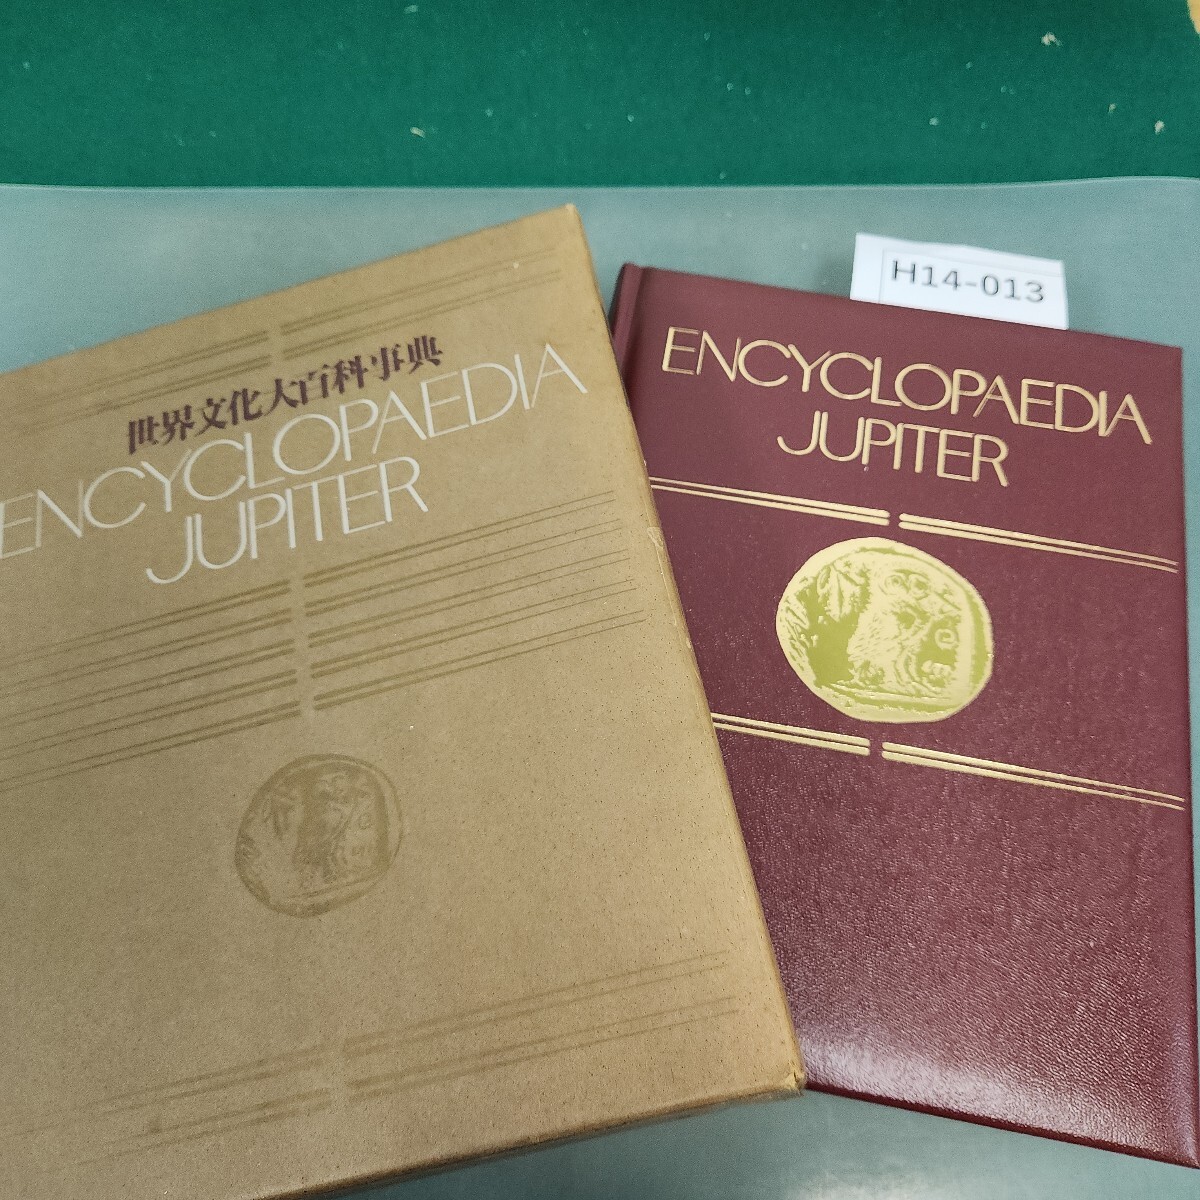 世界文化大百科事典
ENCYCLOPAEDIA
JUPITER
H14-013
ENCYCLOPAEDIA
JUPITER